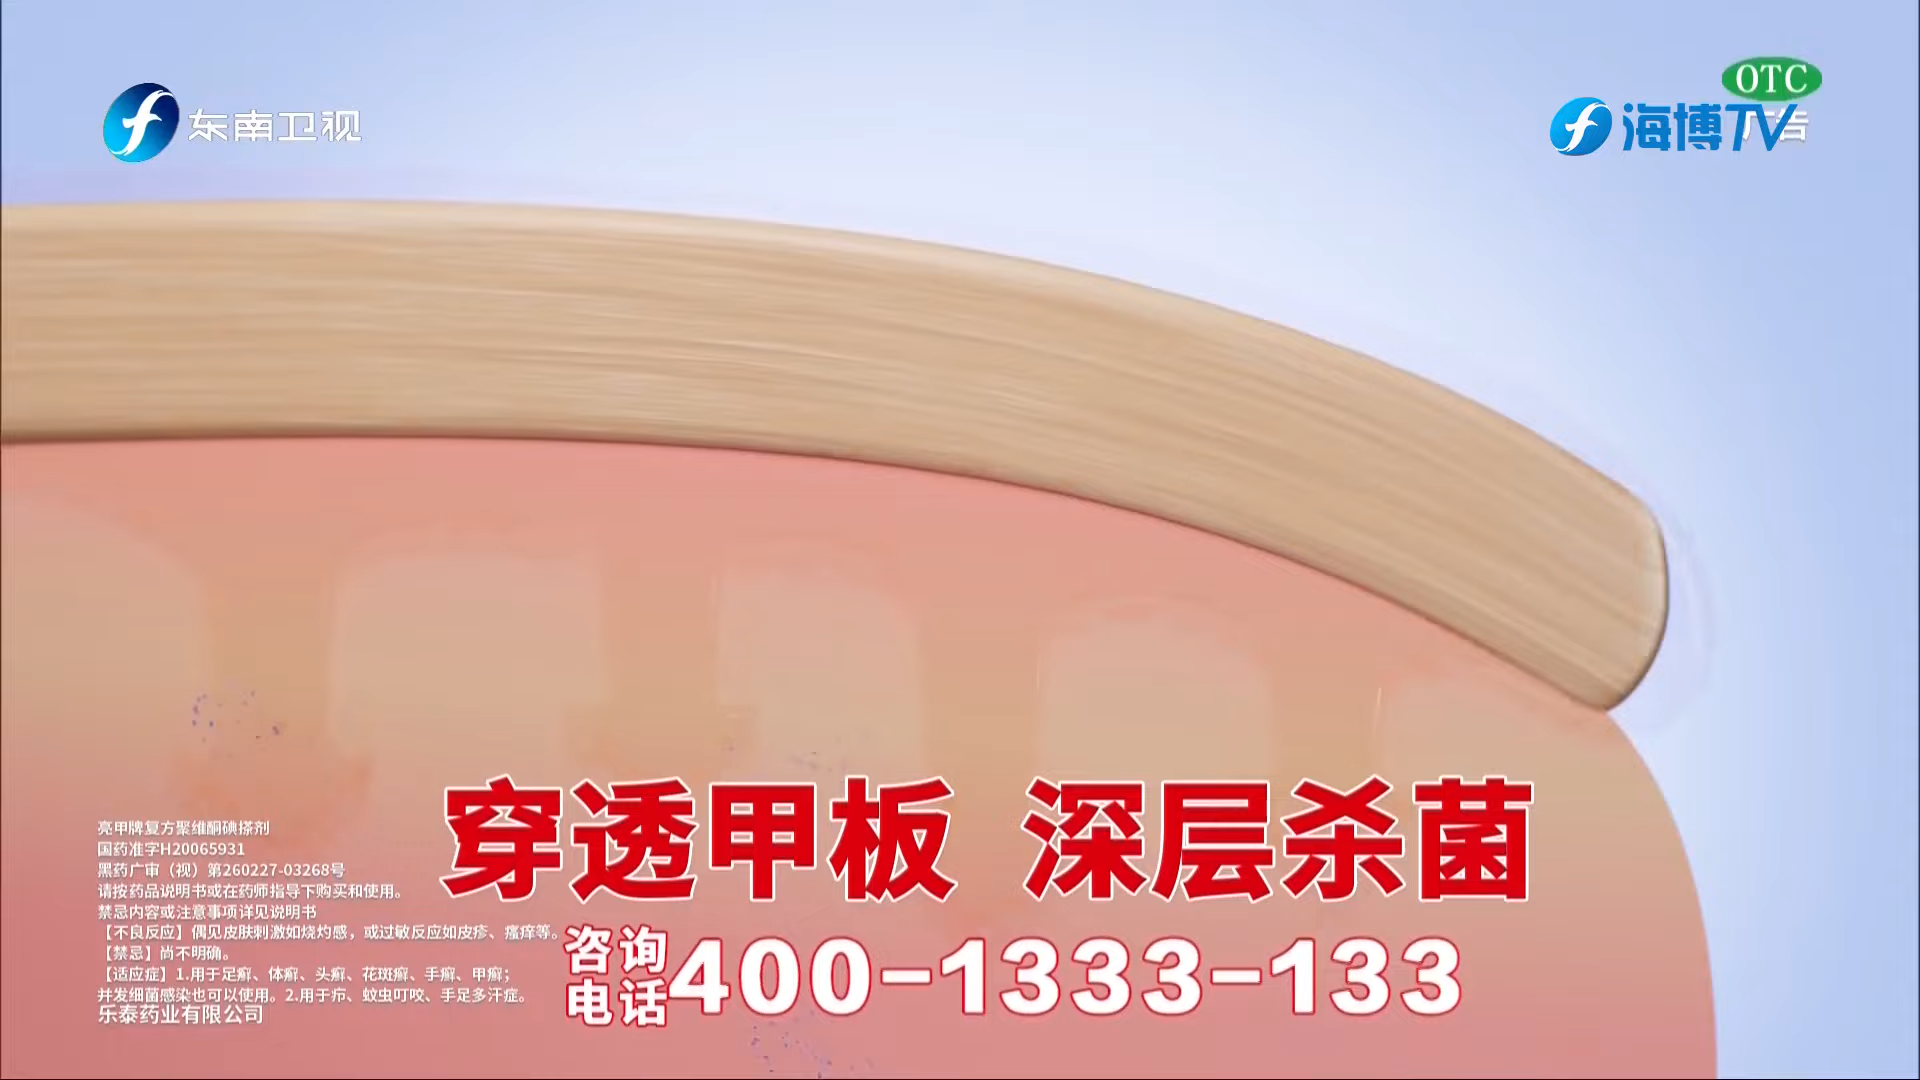 东南卫视
OTC
海博TV
广告
穿透甲板 深层杀菌
亮甲牌复方聚维酮碘搽剂
国药准字H20065931
黑药广审（视）第260227-03268号
请按药品说明书或在药师指导下购买和使用。
禁忌内容或注意事项详见说明书
【不良反应】偶见皮肤刺激如烧灼感，或过敏反应如皮疹、瘙痒等。
【禁忌】尚不明确。
【适应症】1.用于足癣、体癣、头癣、花斑癣、手癣、甲癣；
并发细菌感染也可以使用。2.用于疖、蚊虫叮咬、手足多汗症。
乐泰药业有限公司
咨询
电话
400-1333-133